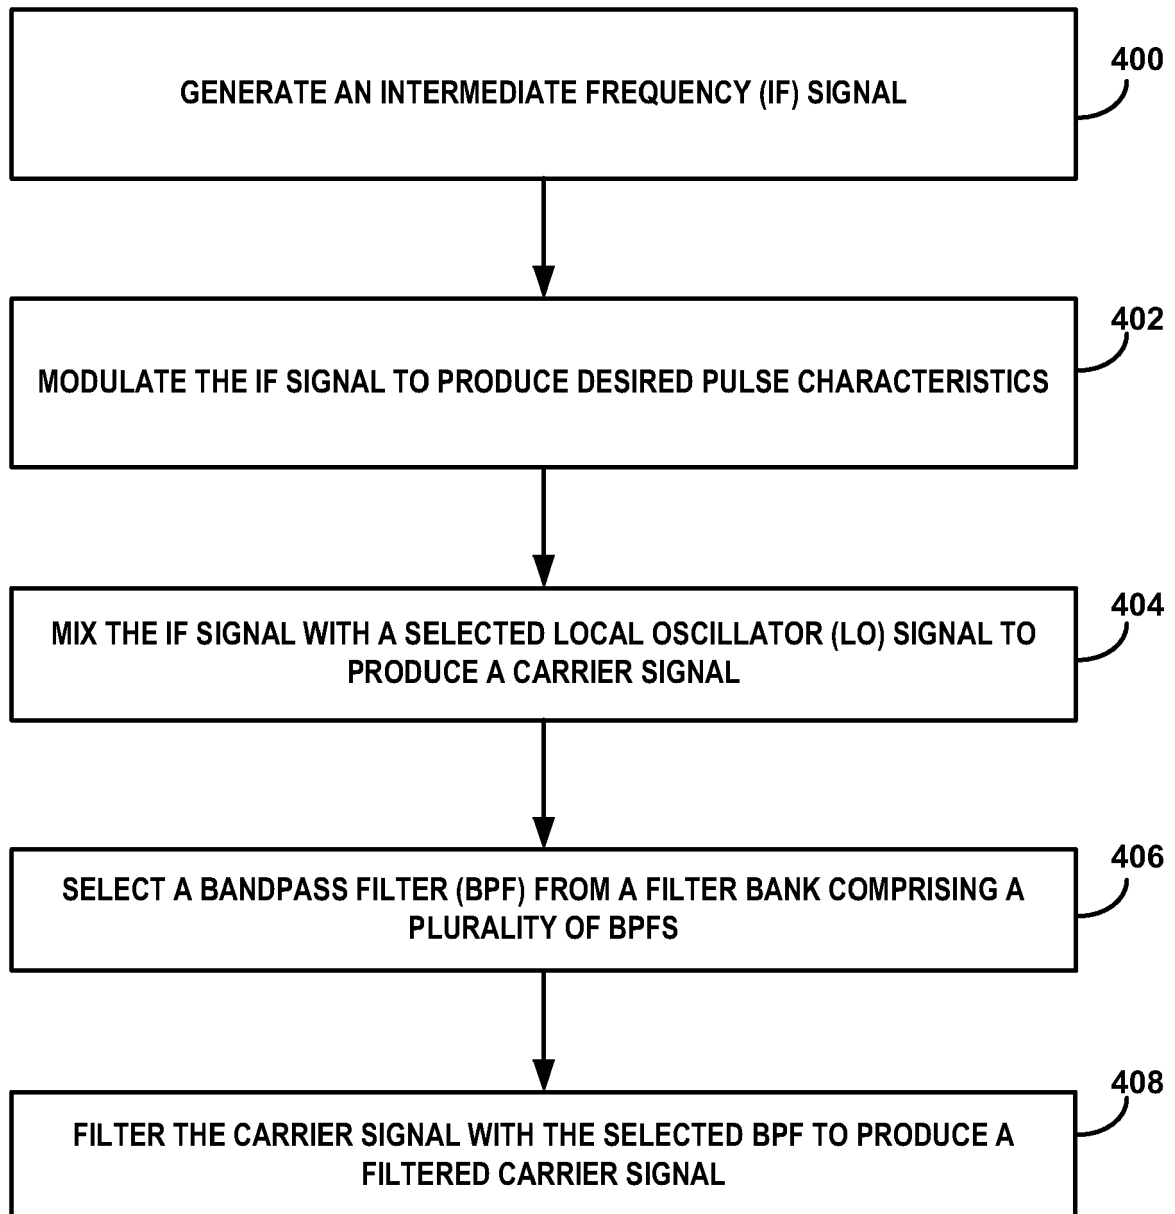 400
GENERATE AN INTERMEDIATE FREQUENCY (IF) SIGNAL
402
MODULATE THE IF SIGNAL TO PRODUCE DESIRED PULSE CHARACTERISTICS
404
MIX THE IF SIGNAL WITH A SELECTED LOCAL OSCILLATOR (LO) SIGNAL TO
PRODUCE A CARRIER SIGNAL
406
SELECT A BANDPASS FILTER (BPF) FROM A FILTER BANK COMPRISING A
PLURALITY OF BPFS
408
FILTER THE CARRIER SIGNAL WITH THE SELECTED BPF TO PRODUCE A
FILTERED CARRIER SIGNAL